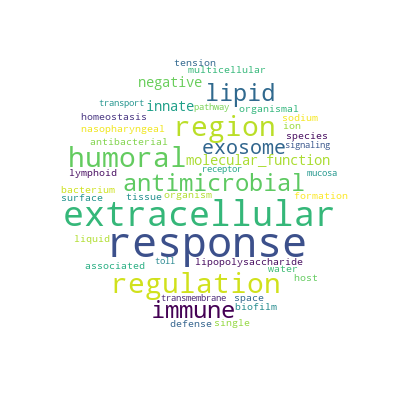 tension
multicellular
negative lipid
transport innate organismal
pathway
homeostasis region sodium
nasopharyngeal ion
antibacterial exosome species
signaling
humoral molecular_function
lymphoid receptor mucosa
antimicrobial
bacterium organism formation
surface tissue
extracellular
liquid response
associated toll lipopolysaccharide
water
regulation host
transmembrane space
immune biofilm
defense single